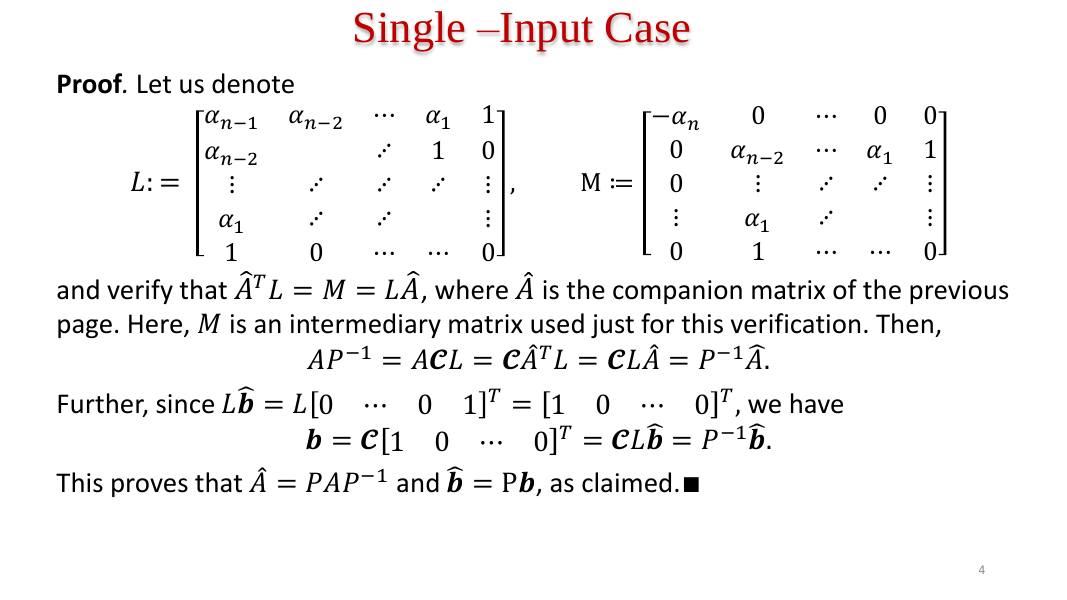 Single –Input Case
Proof. Let us denote
L: = [α_{n−1} α_{n−2} ⋯ α_1 1
α_{n−2} ⋰ 1 0
⋮ ⋰ ⋰ ⋰ ⋮
α_1 ⋰ ⋰ ⋮
1 0 ⋯ ⋯ 0], M ≔ [−α_n 0 ⋯ 0 0
0 α_{n−2} ⋯ α_1 1
0 ⋮ ⋰ ⋰ ⋮
⋮ α_1 ⋰ ⋮
0 1 ⋯ ⋯ 0]
and verify that Â^T L = M = LÂ, where Â is the companion matrix of the previous
page. Here, M is an intermediary matrix used just for this verification. Then,
AP^{−1} = A𝓒L = 𝓒Â^T L = 𝓒LÂ = P^{−1}Â.
Further, since L𝒃̂ = L[0 ⋯ 0 1]^T = [1 0 ⋯ 0]^T, we have
𝒃 = 𝓒[1 0 ⋯ 0]^T = 𝓒L𝒃̂ = P^{−1}𝒃̂.
This proves that Â = PAP^{−1} and 𝒃̂ = P𝒃, as claimed.■
4